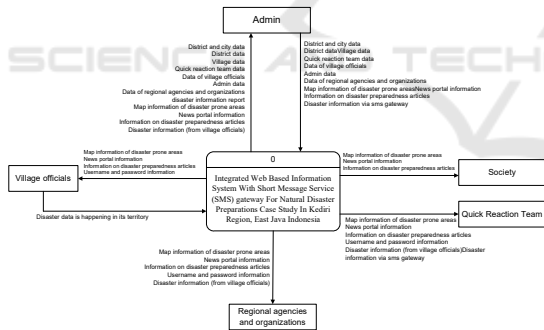 Admin
District and city data
District data
Village data
Quick reaction team data
Data of village officials
Admin data
Data of regional agencies and organizations
disaster information report
Map information of disaster prone areas
News portal information
Information on disaster preparedness articles
Disaster information (from village officials)
District and city data
District dataVillage data
Quick reaction team data
Data of village officials
Admin data
Data of regional agencies and organizations
Map information of disaster prone areasNews portal information
Information on disaster preparedness articles
Disaster information via sms gateway
SCIENCE AND TECH
Map information of disaster prone areas
News portal information
Information on disaster preparedness articles
Username and password information
Village officials
Disaster data is happening in its territory
0
Integrated Web Based Information
System With Short Message Service
(SMS) gateway For Natural Disaster
Preparations Case Study In Kediri
Region, East Java Indonesia
Map information of disaster prone areas
News portal information
Information on disaster preparedness articles
Society
Quick Reaction Team
Map information of disaster prone areas
News portal information
Information on disaster preparedness articles
Username and password information
Disaster information (from village officials)Disaster
information via sms gateway
Map information of disaster prone areas
News portal information
Information on disaster preparedness articles
Username and password information
Disaster information (from village officials)
Regional agencies
and organizations